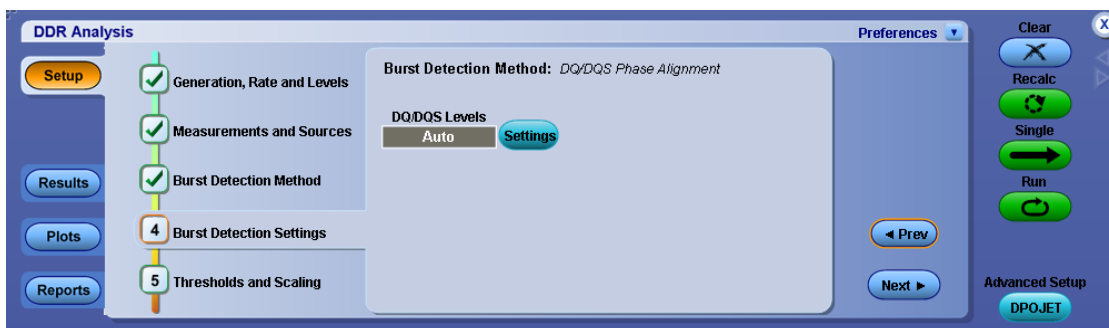 DDR Analysis
Preferences
Clear
X
Setup
Generation, Rate and Levels
Burst Detection Method: DQ/DQS Phase Alignment
Recalc
DQ/DQS Levels
Measurements and Sources
Auto
Settings
Single
Results
Burst Detection Method
Run
Plots
4 Burst Detection Settings
◄ Prev
Reports
5 Thresholds and Scaling
Next ►
Advanced Setup
DPOJET